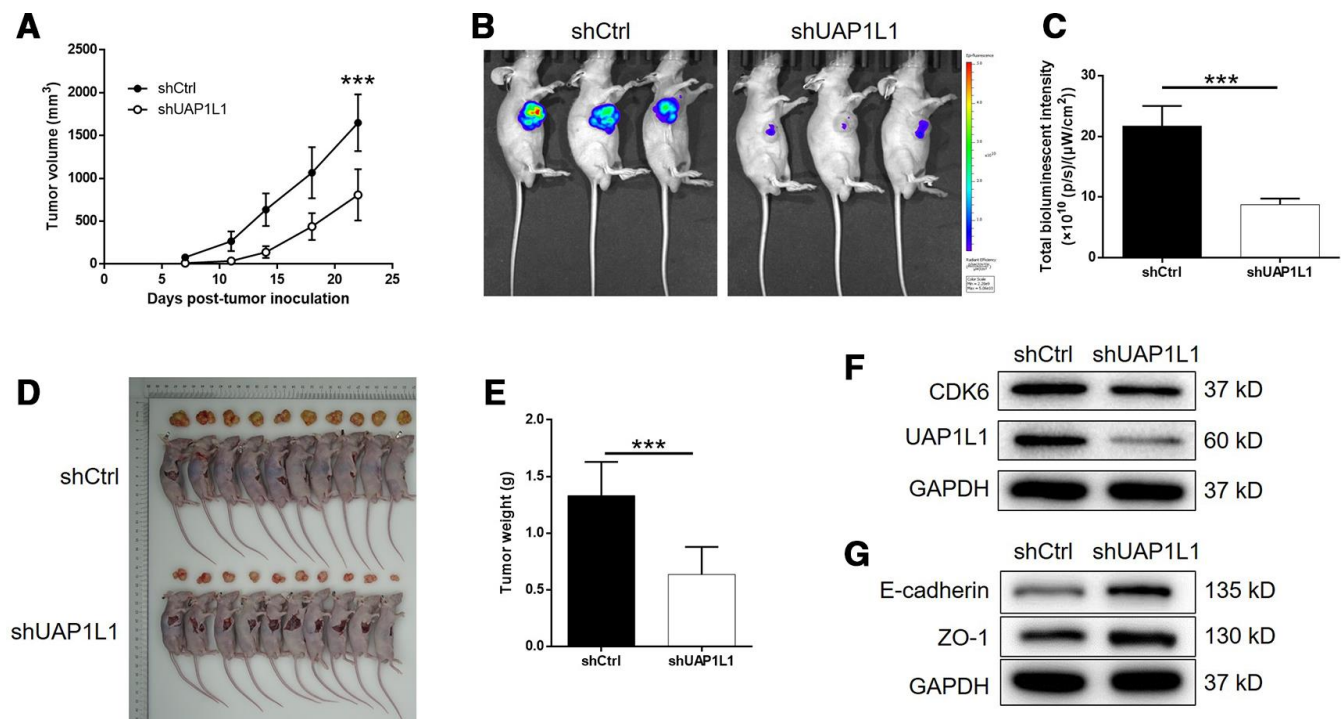 A
2500
2000
1500
1000
500
0
0 5 10 15 20 25
Tumor volume (mm³)
Days post-tumor inoculation
shCtrl
shUAP1L1
***
B
shCtrl shUAP1L1
C
30
20
10
0
Total bioluminescent intensity
(×10¹⁰ (p/s)/(µW/cm²))
***
shCtrl shUAP1L1
D
shCtrl
shUAP1L1
E
2.0
1.5
1.0
0.5
0.0
Tumor weight (g)
***
shCtrl shUAP1L1
F
shCtrl shUAP1L1
CDK6 37 kD
UAP1L1 60 kD
GAPDH 37 kD
G
shCtrl shUAP1L1
E-cadherin 135 kD
ZO-1 130 kD
GAPDH 37 kD